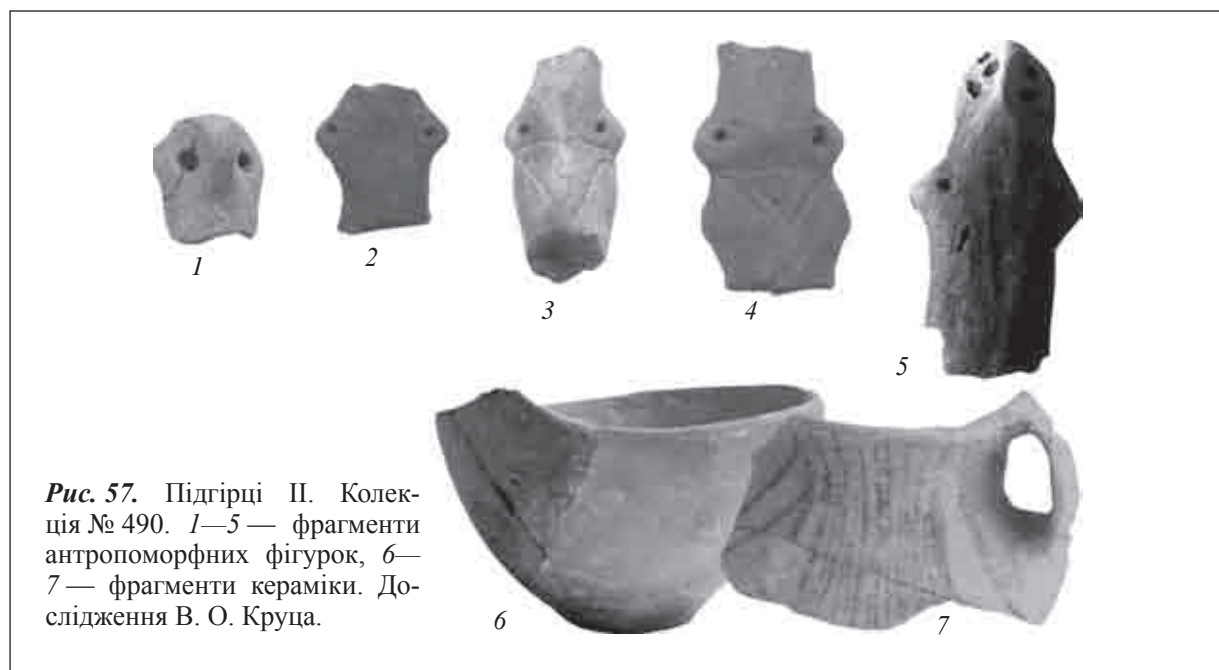 1
2
3
4
5
Рис. 57. Підгірці II. Колек-
ція № 490. 1—5 — фрагменти
антропоморфних фігурок, 6—
7 — фрагменти кераміки. До-
слідження В. О. Круца.
6
7